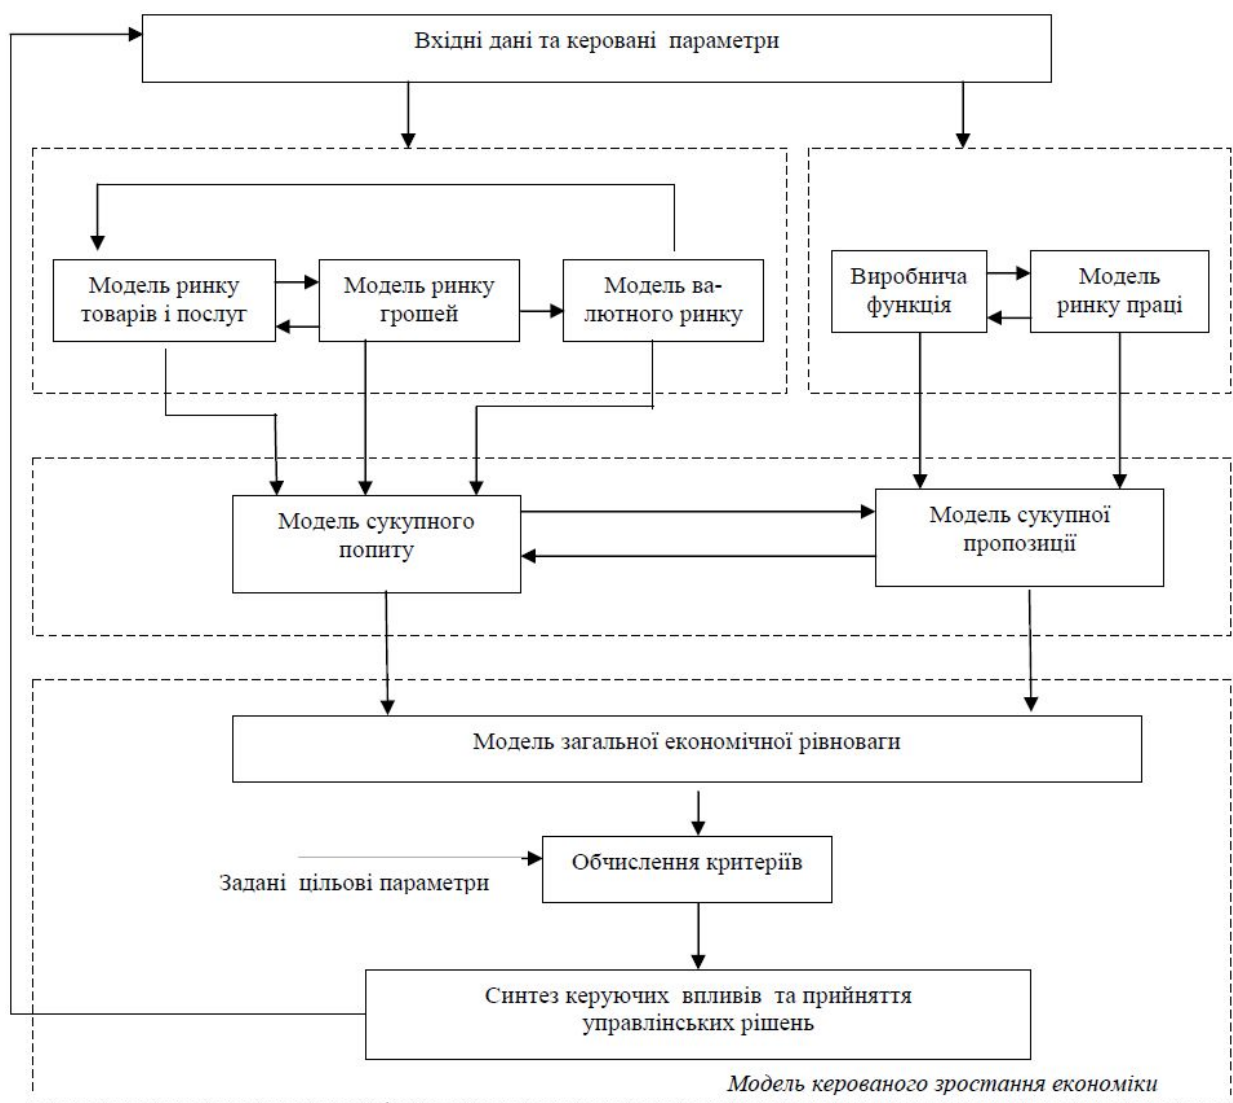 Вхідні дані та керовані параметри
Модель ринку
товарів і послуг
Модель ринку
грошей
Модель ва-
лютного ринку
Виробнича
функція
Модель
ринку праці
Модель сукупного
попиту
Модель сукупної
пропозиції
Модель загальної економічної рівноваги
Обчислення критеріїв
Задані цільові параметри
Синтез керуючих впливів та прийняття
управлінських рішень
Модель керованого зростання економіки